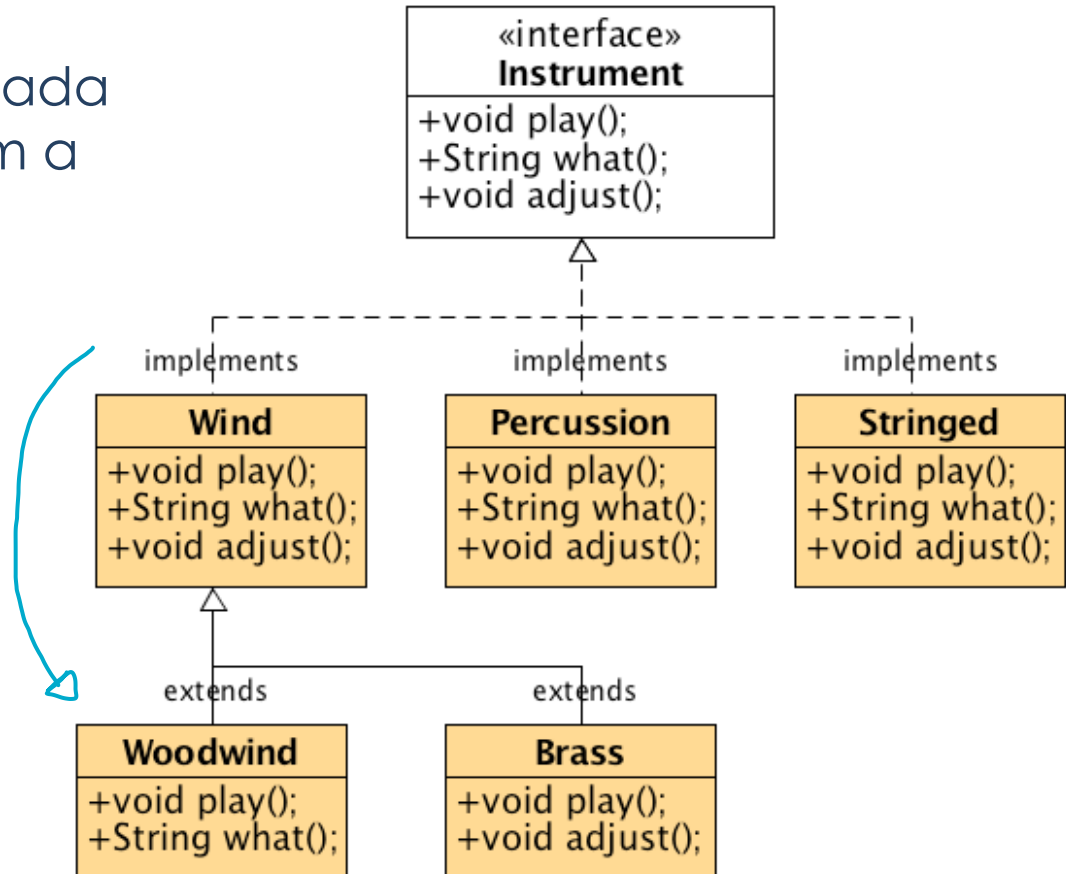 ada
m a
«interface»
Instrument
+void play();
+String what();
+void adjust();
implements
implements
implements
Wind
+void play();
+String what();
+void adjust();
Percussion
+void play();
+String what();
+void adjust();
Stringed
+void play();
+String what();
+void adjust();
extends
extends
Woodwind
+void play();
+String what();
Brass
+void play();
+void adjust();